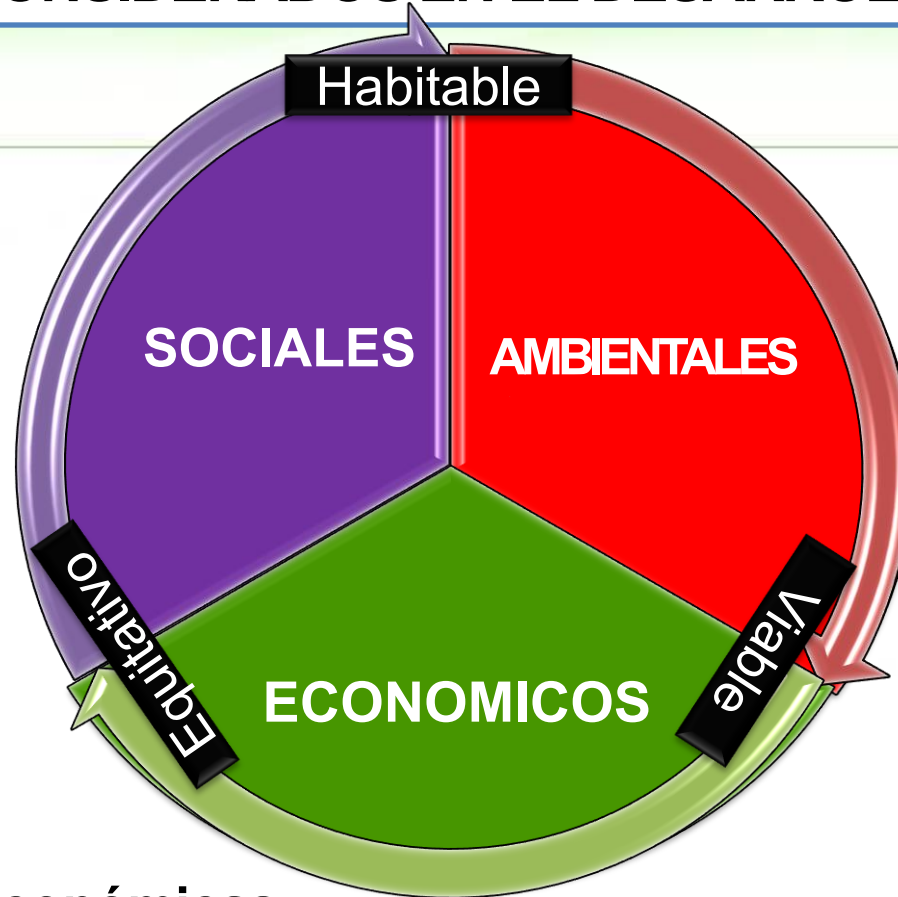 Habitable
SOCIALES
AMBIENTALES
Equitativo
Viable
ECONOMICOS